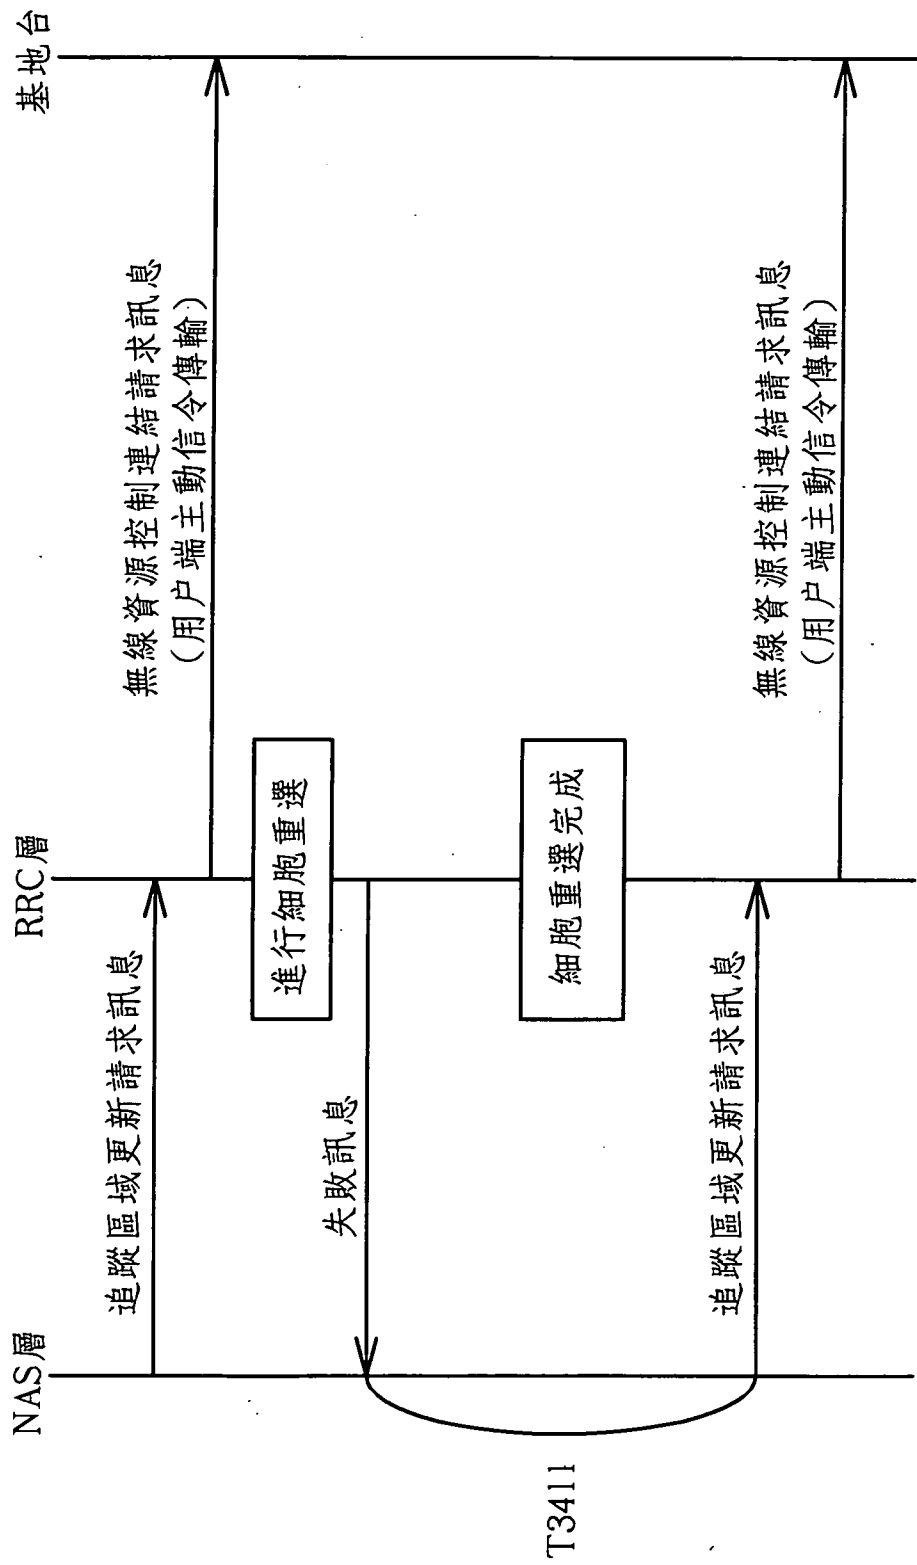 NAS層
RRC層
基地台
追蹤區域更新請求訊息
無線資源控制連結請求訊息
(用戶端主動信令傳輸)
進行細胞重選
失敗訊息
T3411
細胞重選完成
追蹤區域更新請求訊息
無線資源控制連結請求訊息
(用戶端主動信令傳輸)